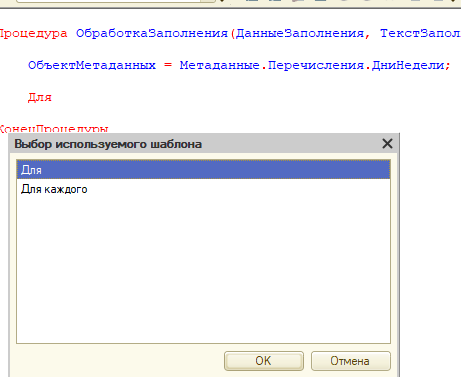 Процедура ОбработкаЗаполнения(ДанныеЗаполнения, ТекстЗапол
ОбъектМетаданных = Метаданные.Перечисления.ДниНедели;
Для
КонецПроцедуры
Выбор используемого шаблона
Для
Для каждого
OK
Отмена